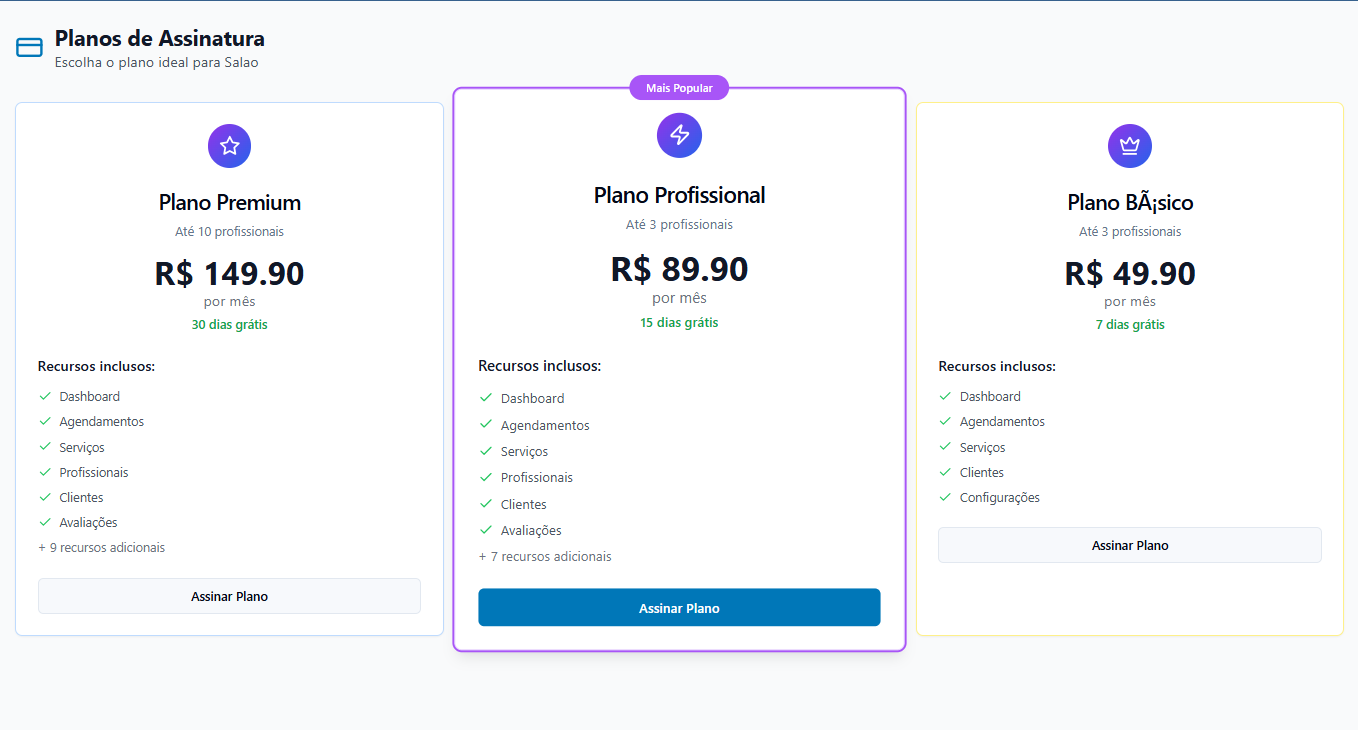 Planos de Assinatura
Escolha o plano ideal para Salao
Plano Premium
Até 10 profissionais
R$ 149.90
por mês
30 dias grátis
Recursos inclusos:
Dashboard
Agendamentos
Serviços
Profissionais
Clientes
Avaliações
+ 9 recursos adicionais
Assinar Plano
Mais Popular
Plano Profissional
Até 3 profissionais
R$ 89.90
por mês
15 dias grátis
Recursos inclusos:
Dashboard
Agendamentos
Serviços
Profissionais
Clientes
Avaliações
+ 7 recursos adicionais
Assinar Plano
Plano BÃ¡sico
Até 3 profissionais
R$ 49.90
por mês
7 dias grátis
Recursos inclusos:
Dashboard
Agendamentos
Serviços
Clientes
Configurações
Assinar Plano